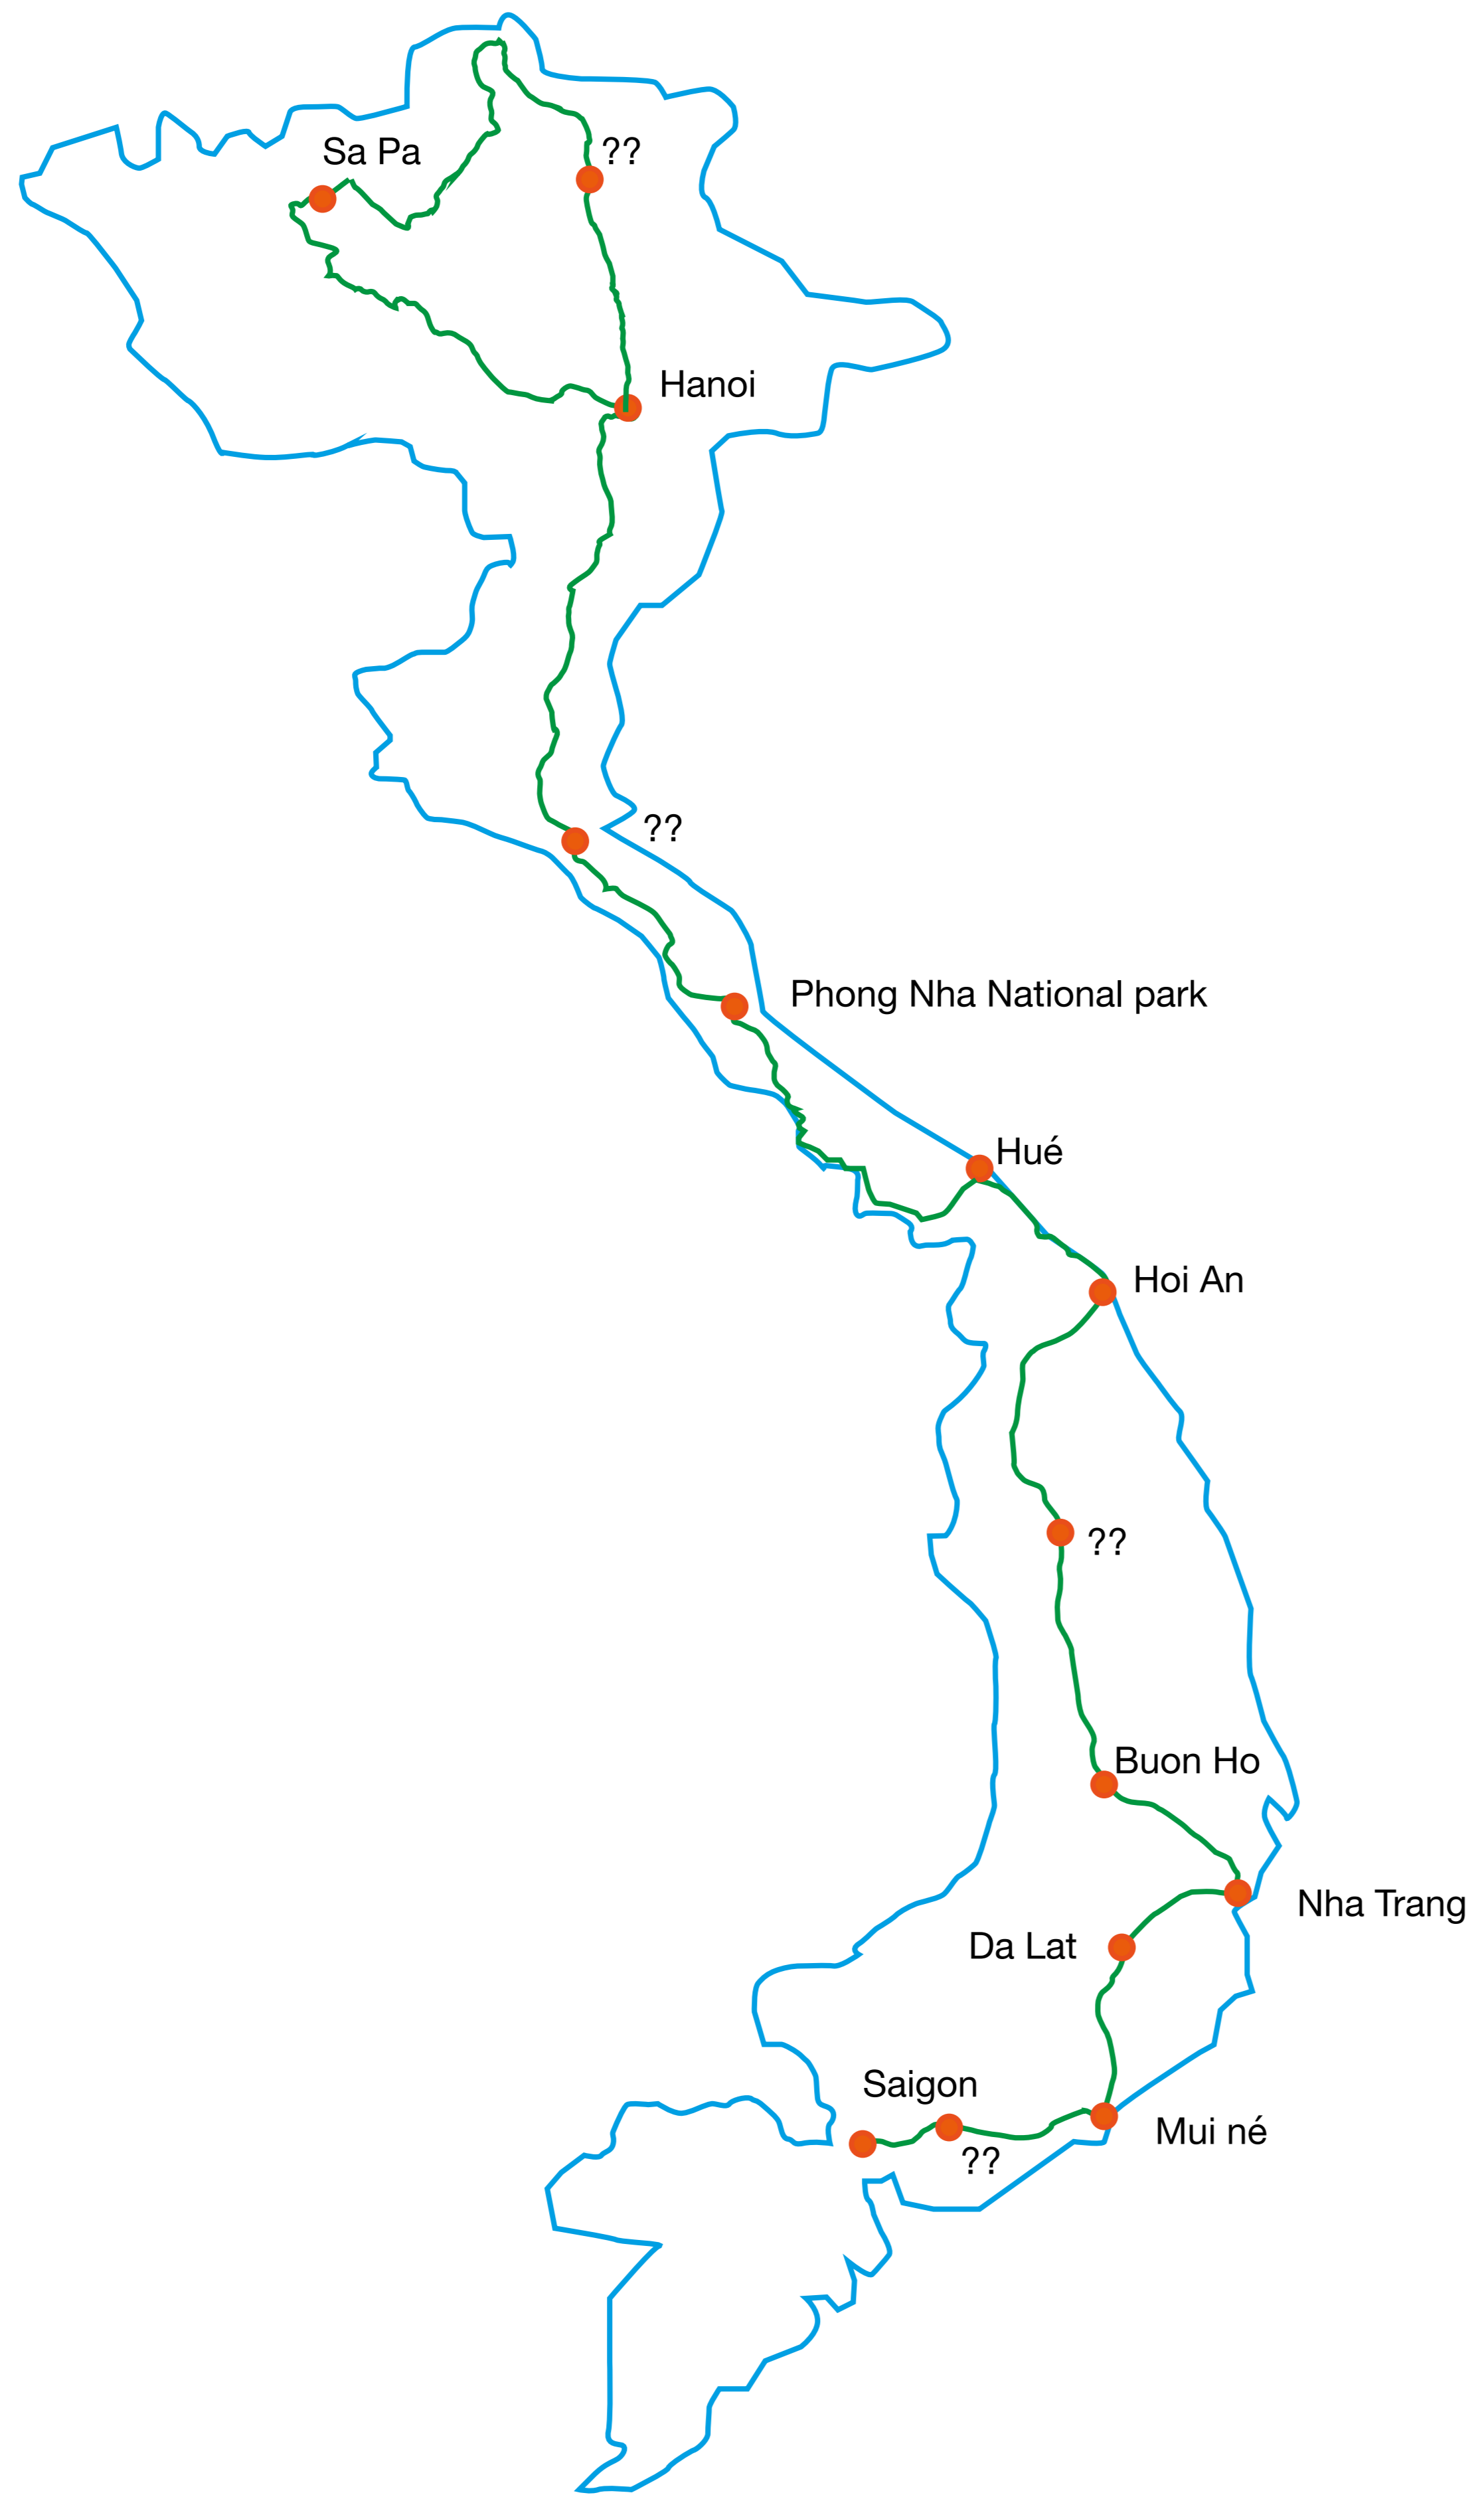 Sa Pa
??
Hanoi
??
Phong Nha National park
Hué
Hoi An
??
Buon Ho
Nha Trang
Da Lat
Saigon
Mui né
??